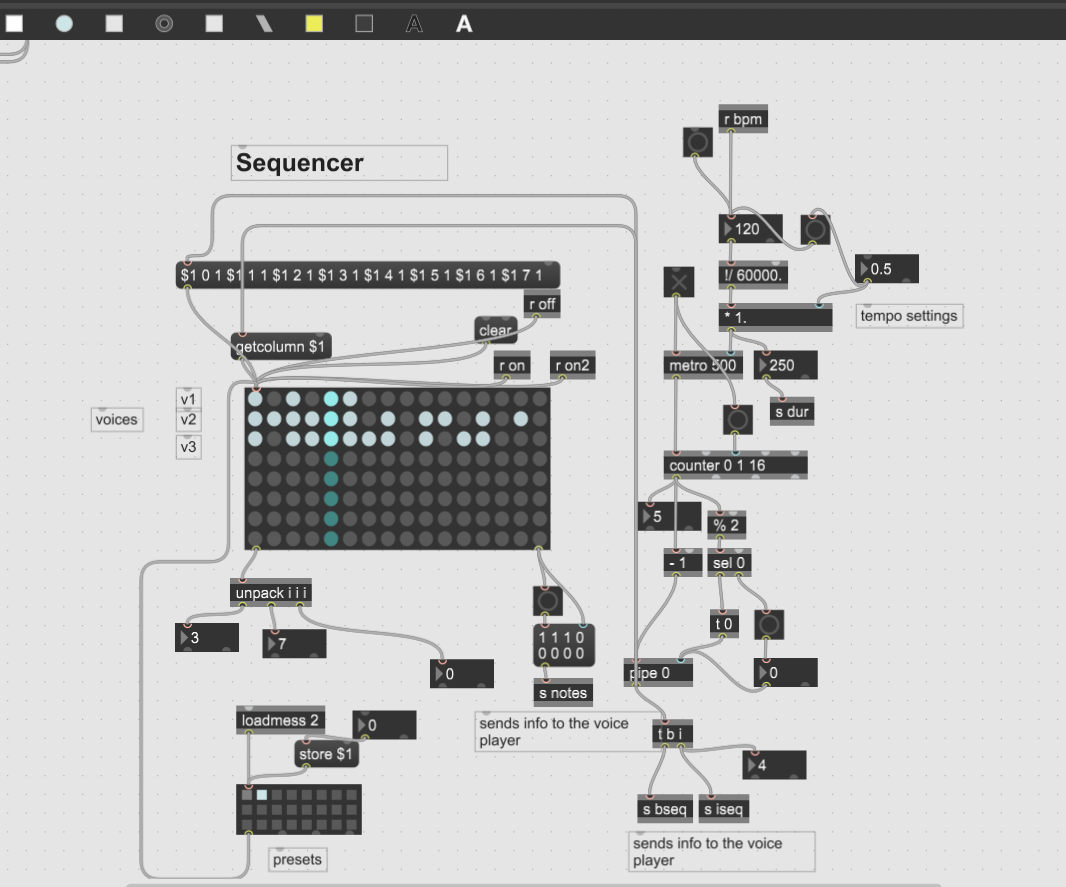 A A
r bpm
Sequencer
120
0.5
$1 0 1 $1 1 1 $1 2 1 $1 3 1 $1 4 1 $1 5 1 $1 6 1 $1 7 1
!/ 60000.
r off
* 1.
tempo settings
clear
getcolumn $1
r on
r on2
metro 500
250
v1
voices
v2
s dur
v3
counter 0 1 16
5
% 2
- 1
sel 0
unpack i i i
t 0
3
7
1 1 1 0
0 0 0 0
0
pipe 0
0
s notes
loadmess 2
0
sends info to the voice
player
t b i
store $1
4
s bseq
s iseq
presets
sends info to the voice
player